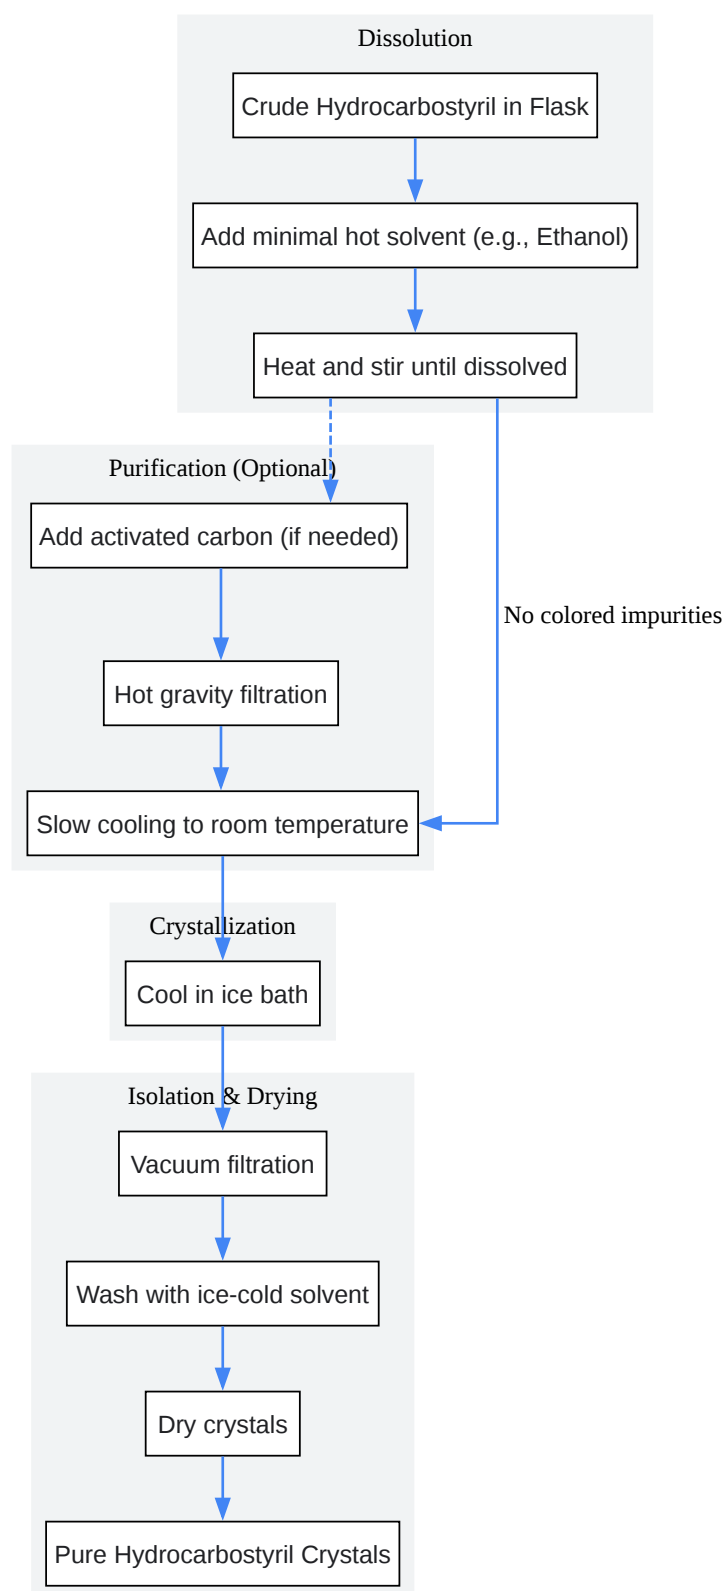 Dissolution
Crude Hydrocarbostyril in Flask
Add minimal hot solvent (e.g., Ethanol)
Heat and stir until dissolved
Purification (Optional)
Add activated carbon (if needed)
No colored impurities
Hot gravity filtration
Slow cooling to room temperature
Crystallization
Cool in ice bath
Isolation & Drying
Vacuum filtration
Wash with ice-cold solvent
Dry crystals
Pure Hydrocarbostyril Crystals